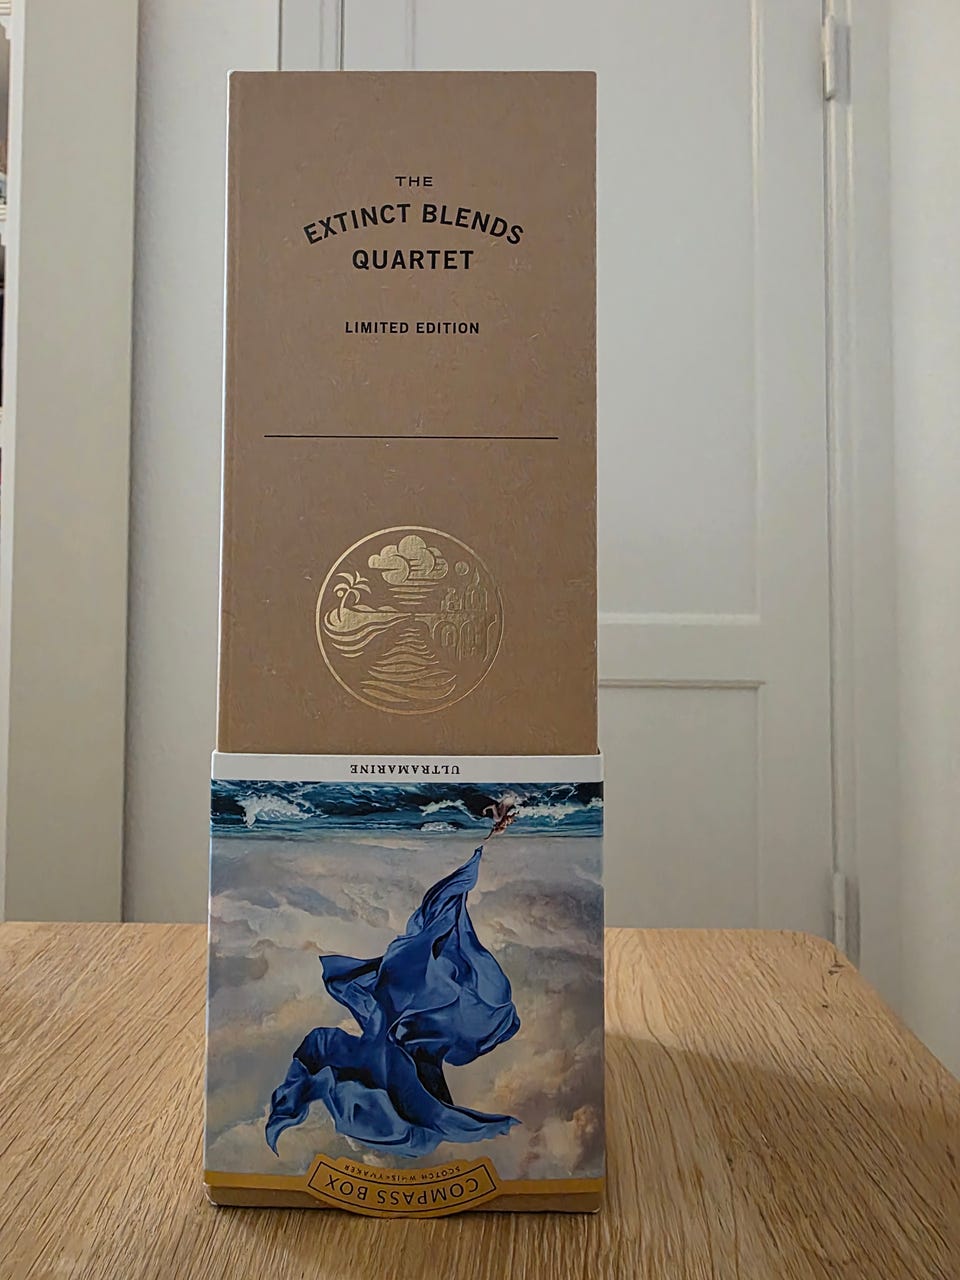 THE
EXTINCT BLENDS
QUARTET
LIMITED EDITION
ULTRAMARINE
COMPASS BOX
SCOTCH WHISKYMAKER